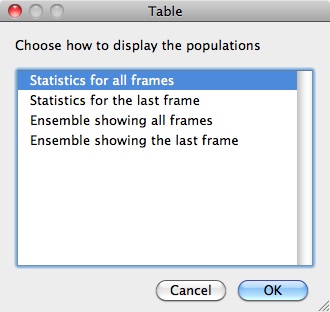 Table
Choose how to display the populations
Statistics for all frames
Statistics for the last frame
Ensemble showing all frames
Ensemble showing the last frame
Cancel
OK